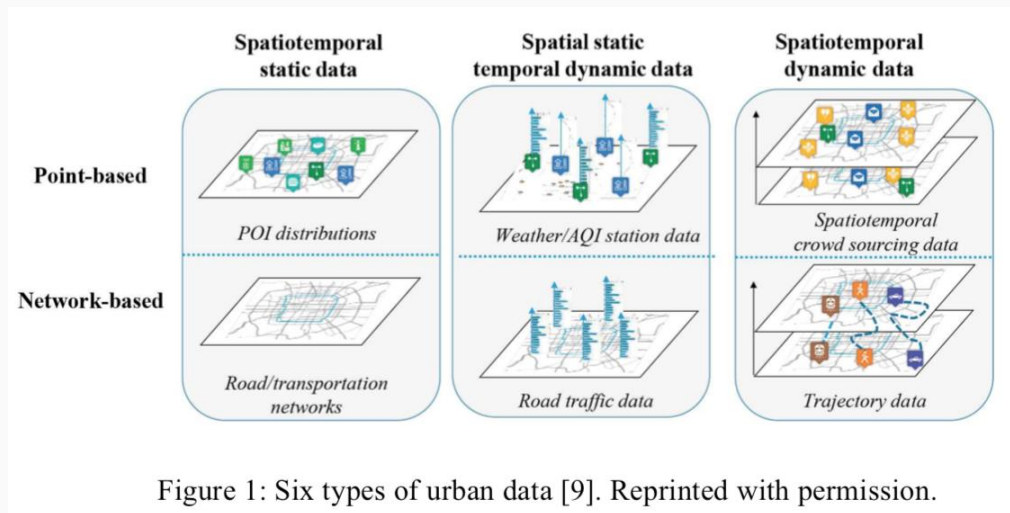 Spatiotemporal
static data
Spatial static
temporal dynamic data
Spatiotemporal
dynamic data
Point-based
POI distributions
Weather/AQI station data
Spatiotemporal
crowd sourcing data
Network-based
Road/transportation
networks
Road traffic data
Trajectory data
Figure 1: Six types of urban data [9]. Reprinted with permission.